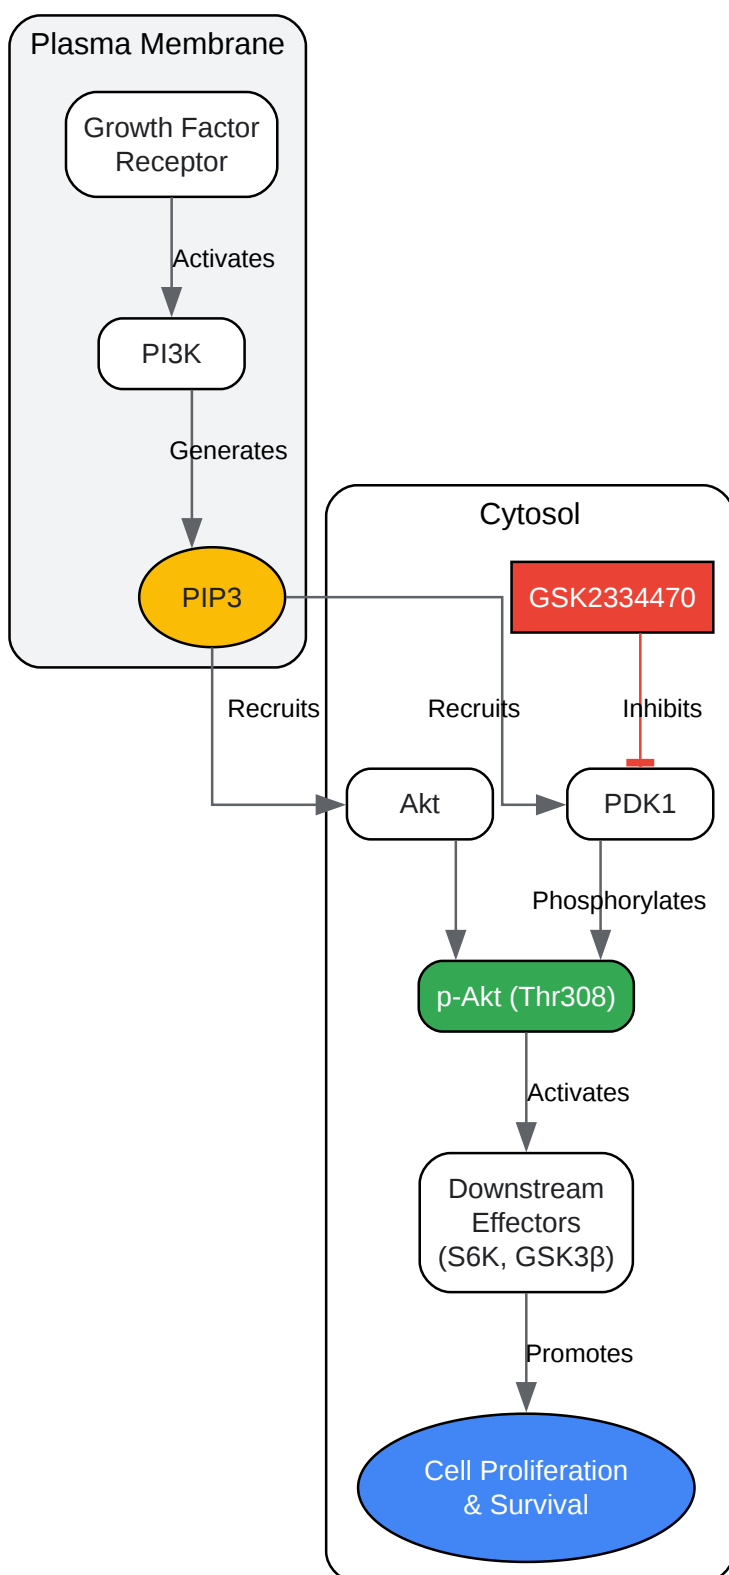 Plasma Membrane
Growth Factor
Receptor
Activates
PI3K
Generates
Cytosol
PIP3
GSK2334470
Recruits
Recruits
Inhibits
Akt
PDK1
Phosphorylates
p-Akt (Thr308)
Activates
Downstream
Effectors
(S6K, GSK3β)
Promotes
Cell Proliferation
& Survival